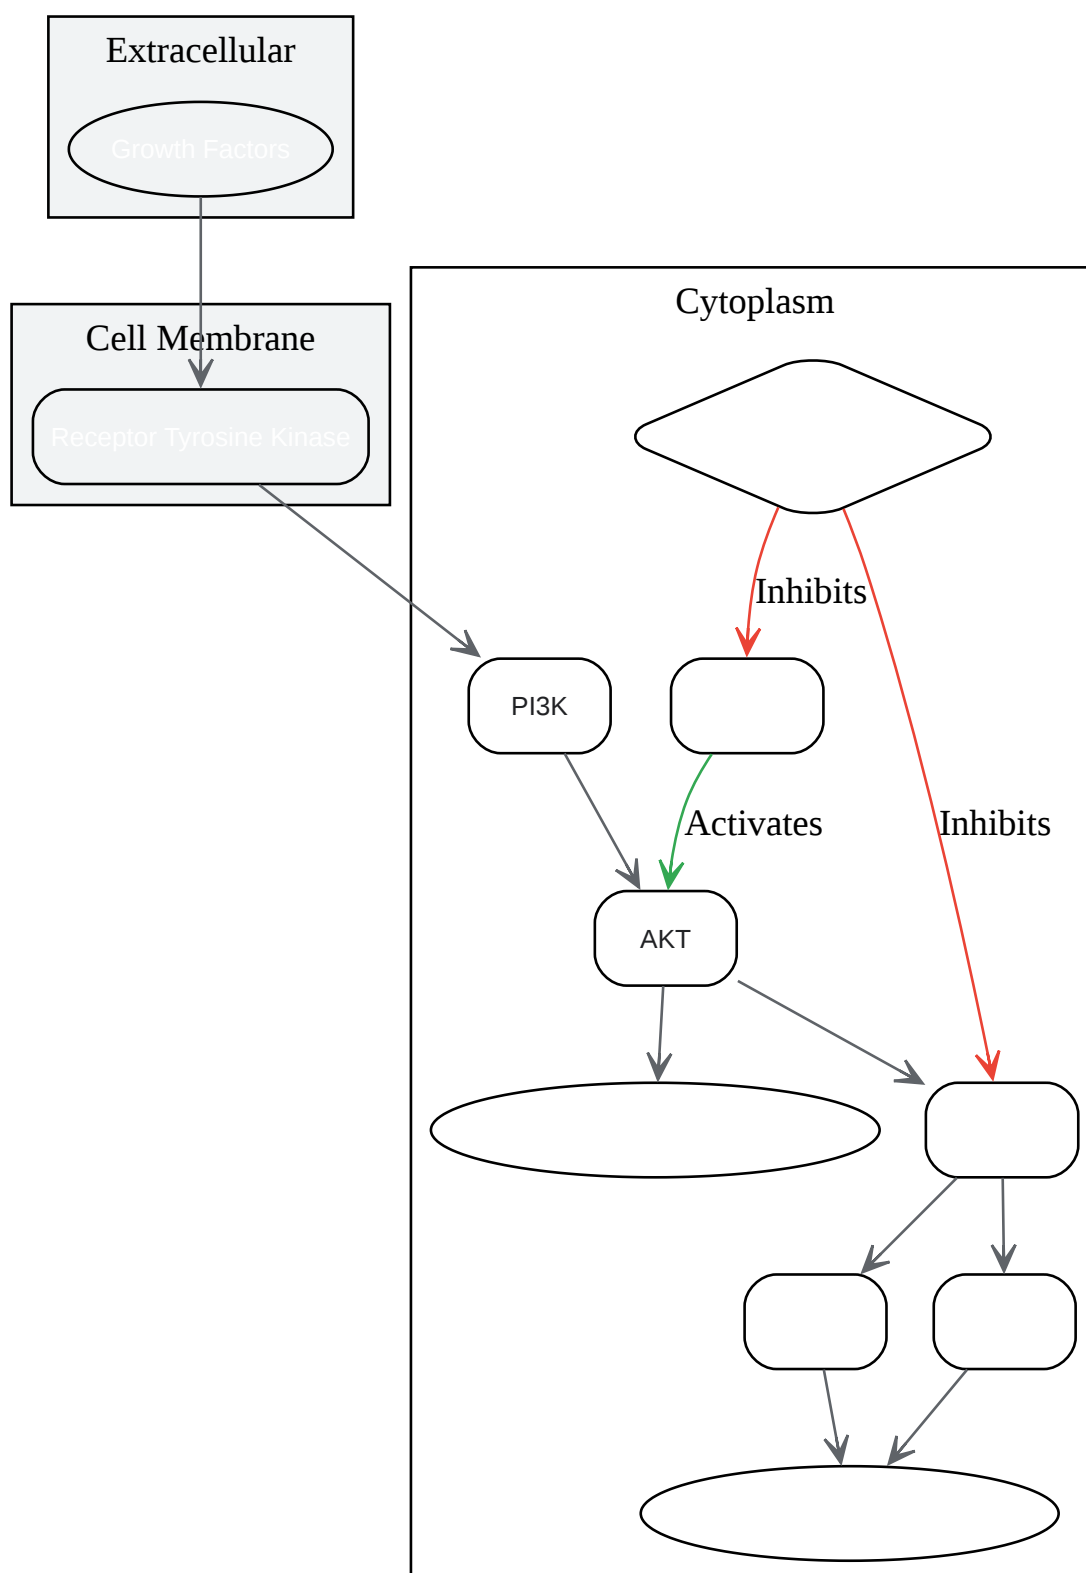 Extracellular
Growth Factors
Cell Membrane
Receptor Tyrosine Kinase
Cytoplasm
Inhibits
PI3K
Activates
Inhibits
AKT